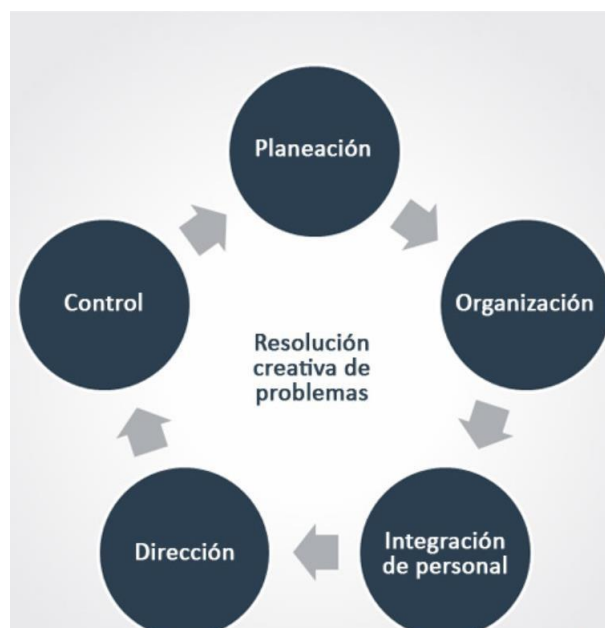 Planeación
Organización
Integración
de personal
Dirección
Control
Resolución
creativa de
problemas